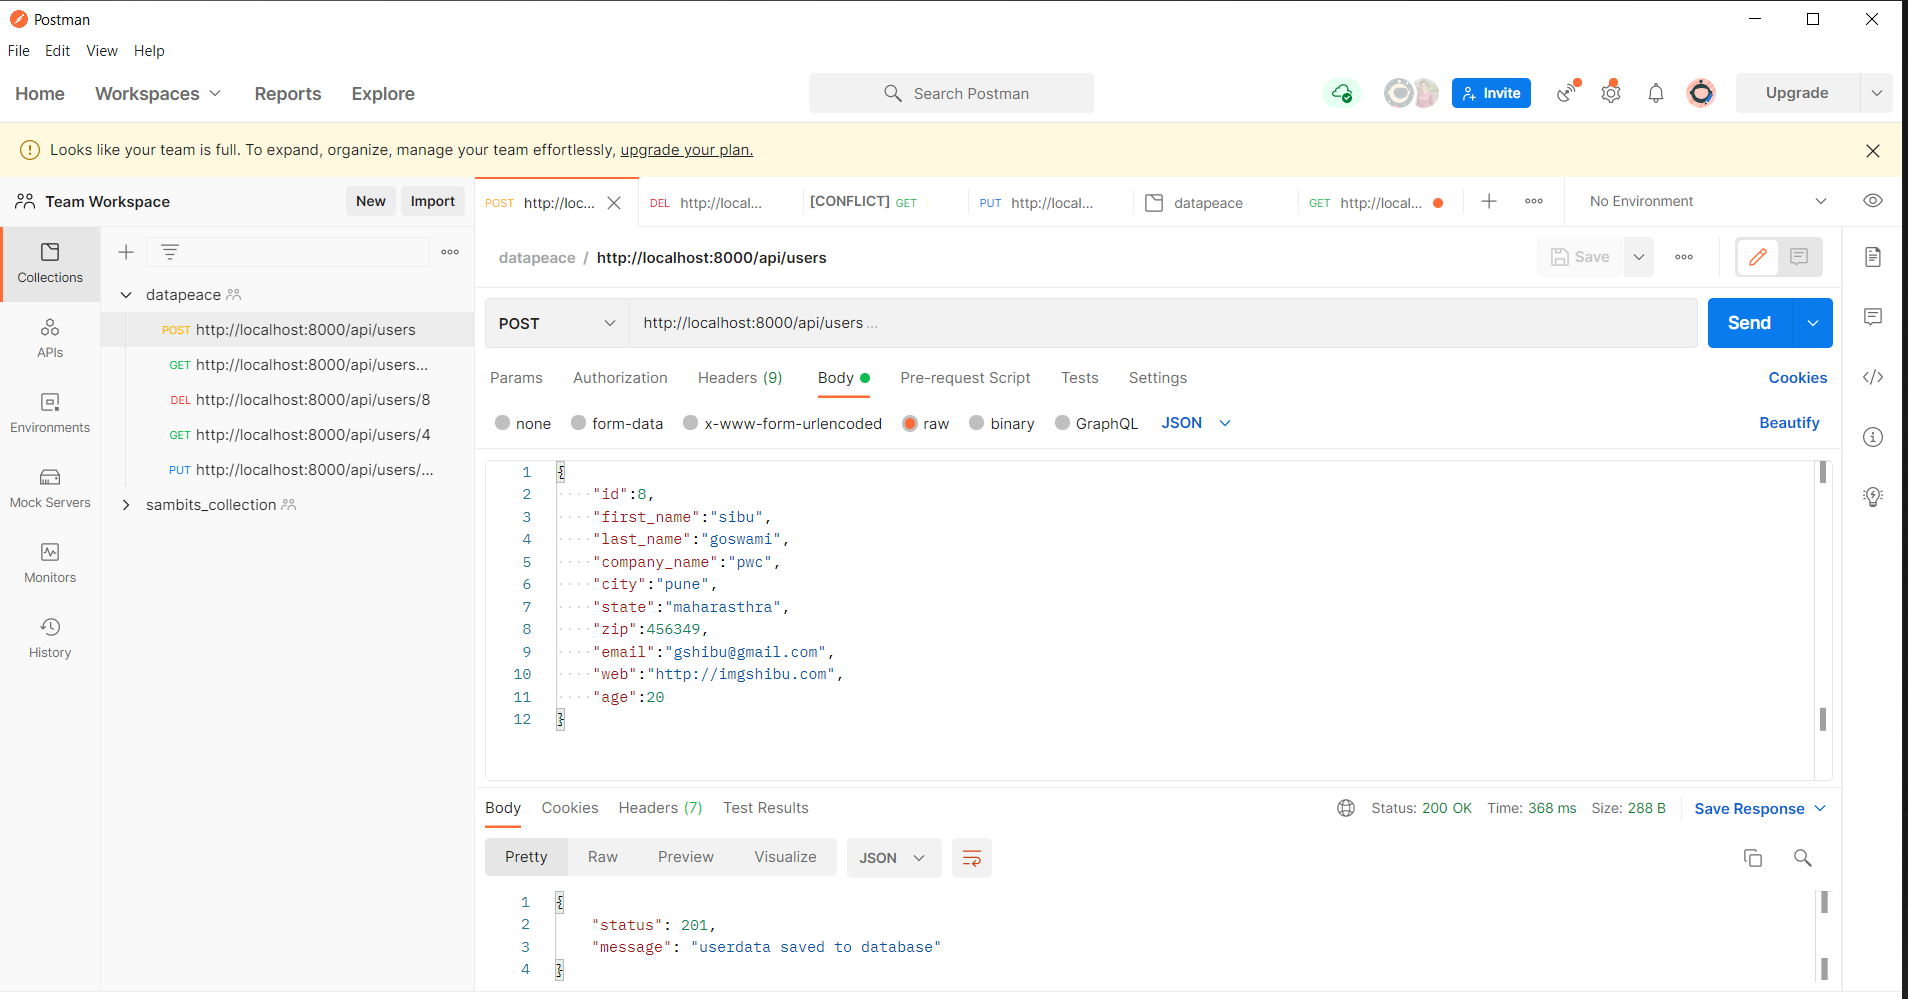 Postman
File Edit View Help
Home Workspaces Reports Explore Search Postman Invite Upgrade
Looks like your team is full. To expand, organize, manage your team effortlessly, upgrade your plan.
Team Workspace New Import
POST http://loc... DEL http://local... [CONFLICT] GET PUT http://local... datapeace GET http://local... No Environment
Collections
APIs
Environments
Mock Servers
Monitors
History
datapeace
POST http://localhost:8000/api/users
GET http://localhost:8000/api/users...
DEL http://localhost:8000/api/users/8
GET http://localhost:8000/api/users/4
PUT http://localhost:8000/api/users/...
sambits_collection
datapeace / http://localhost:8000/api/users Save
POST http://localhost:8000/api/users ... Send
Params Authorization Headers (9) Body Pre-request Script Tests Settings Cookies
none form-data x-www-form-urlencoded raw binary GraphQL JSON Beautify
1 {
2 ····"id":8,
3 ····"first_name":"sibu",
4 ····"last_name":"goswami",
5 ····"company_name":"pwc",
6 ····"city":"pune",
7 ····"state":"maharasthra",
8 ····"zip":456349,
9 ····"email":"gshibu@gmail.com",
10 ····"web":"http://imgshibu.com",
11 ····"age":20
12 }
Body Cookies Headers (7) Test Results Status: 200 OK Time: 368 ms Size: 288 B Save Response
Pretty Raw Preview Visualize JSON
1 {
2 "status": 201,
3 "message": "userdata saved to database"
4 }